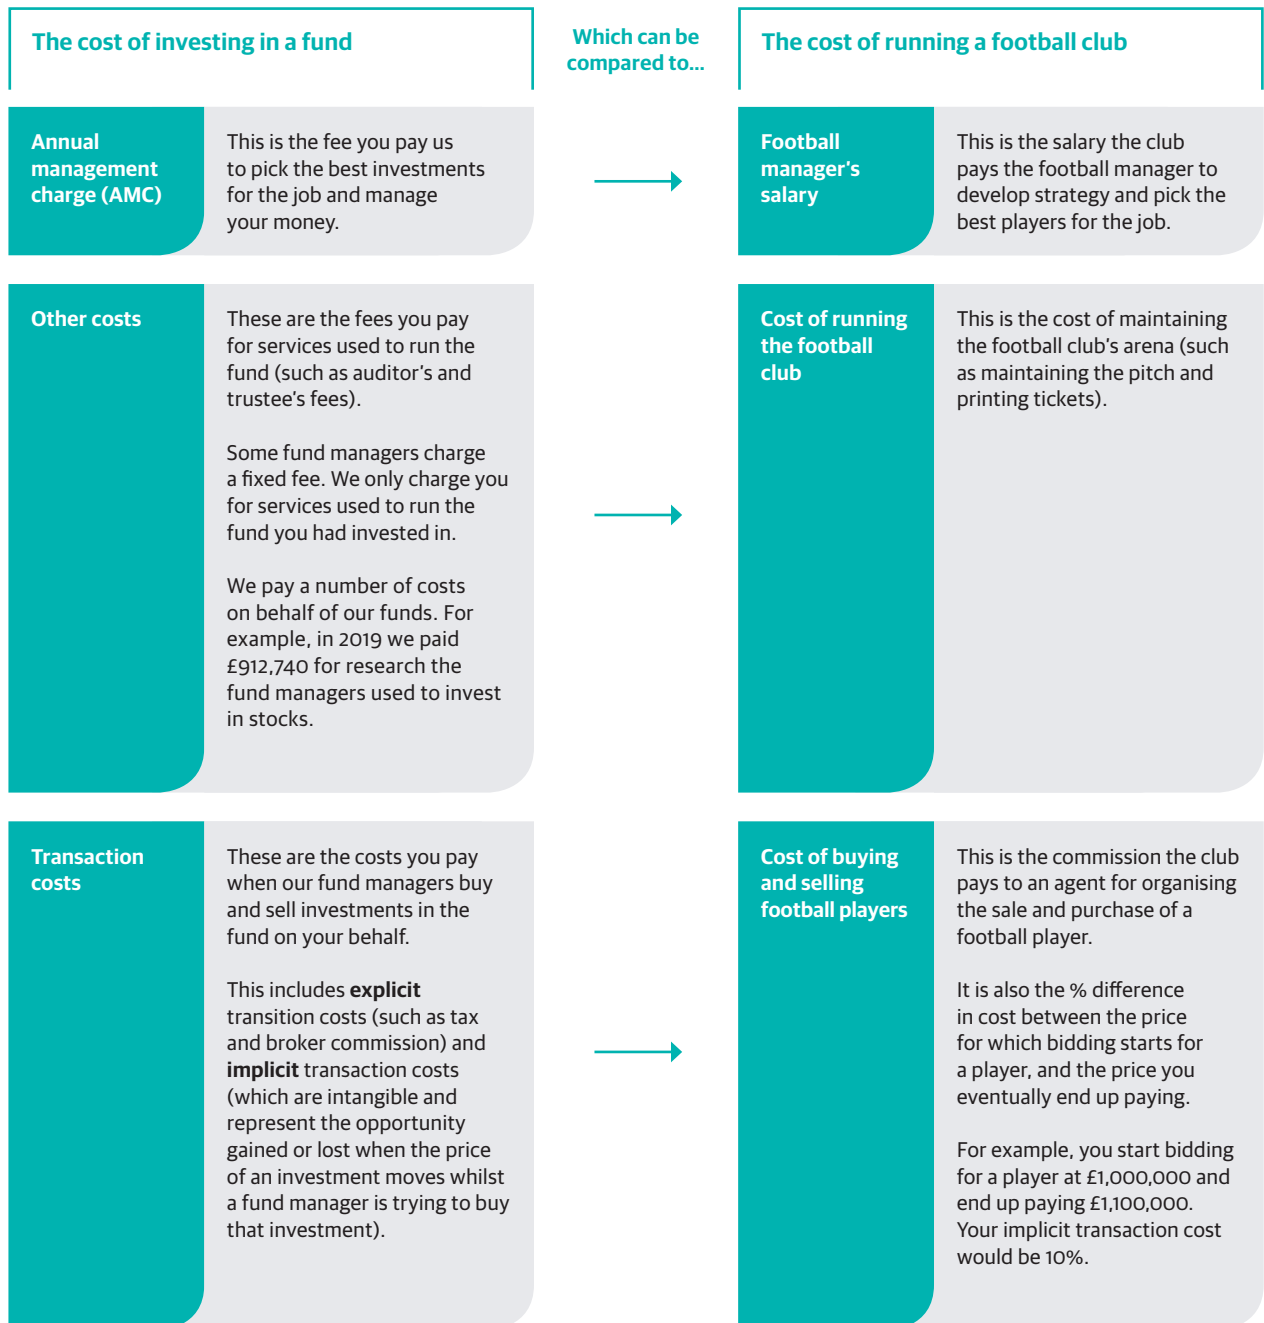 The cost of investing in a fund
Which can be
compared to...
The cost of running a football club
Annual
management
charge (AMC)
This is the fee you pay us
to pick the best investments
for the job and manage
your money.
Football
manager's
salary
This is the salary the club
pays the football manager to
develop strategy and pick the
best players for the job.
Other costs
These are the fees you pay
for services used to run the
fund (such as auditor's and
trustee's fees).
Some fund managers charge
a fixed fee. We only charge you
for services used to run the
fund you had invested in.
We pay a number of costs
on behalf of our funds. For
example, in 2019 we paid
£912,740 for research the
fund managers used to invest
in stocks.
Cost of running
the football
club
This is the cost of maintaining
the football club's arena (such
as maintaining the pitch and
printing tickets).
Transaction
costs
These are the costs you pay
when our fund managers buy
and sell investments in the
fund on your behalf.
This includes explicit
transition costs (such as tax
and broker commission) and
implicit transaction costs
(which are intangible and
represent the opportunity
gained or lost when the price
of an investment moves whilst
a fund manager is trying to buy
that investment).
Cost of buying
and selling
football players
This is the commission the club
pays to an agent for organising
the sale and purchase of a
football player.
It is also the % difference
in cost between the price
for which bidding starts for
a player, and the price you
eventually end up paying.
For example, you start bidding
for a player at £1,000,000 and
end up paying £1,100,000.
Your implicit transaction cost
would be 10%.